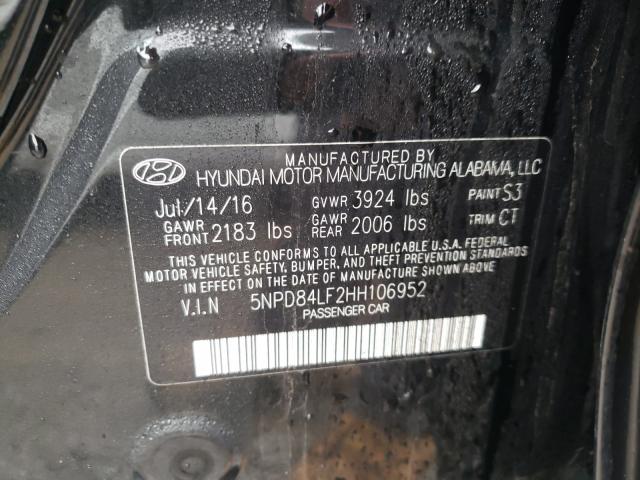 MANUFACTURED BY
HYUNDAI MOTOR MANUFACTURING ALABAMA, LLC
Jul/14/16 GVWR 3924 lbs PAINT S3
GAWR FRONT 2183 lbs GAWR REAR 2006 lbs TRIM CT
THIS VEHICLE CONFORMS TO ALL APPLICABLE U.S.A. FEDERAL
MOTOR VEHICLE SAFETY, BUMPER, AND THEFT PREVENTION STANDARDS
IN EFFECT ON THE DATE OF MANUFACTURE SHOWN ABOVE.
V.I.N 5NPD84LF2HH106952
PASSENGER CAR